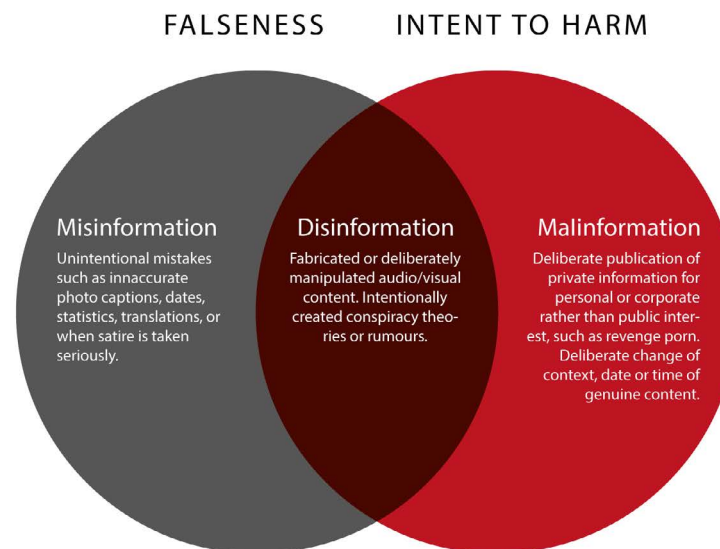 FALSENESS
INTENT TO HARM
Misinformation
Unintentional mistakes
such as innaccurate
photo captions, dates,
statistics, translations, or
when satire is taken
seriously.
Disinformation
Fabricated or deliberately
manipulated audio/visual
content. Intentionally
created conspiracy theo-
ries or rumours.
Malinformation
Deliberate publication of
private information for
personal or corporate
rather than public inter-
est, such as revenge porn.
Deliberate change of
context, date or time of
genuine content.